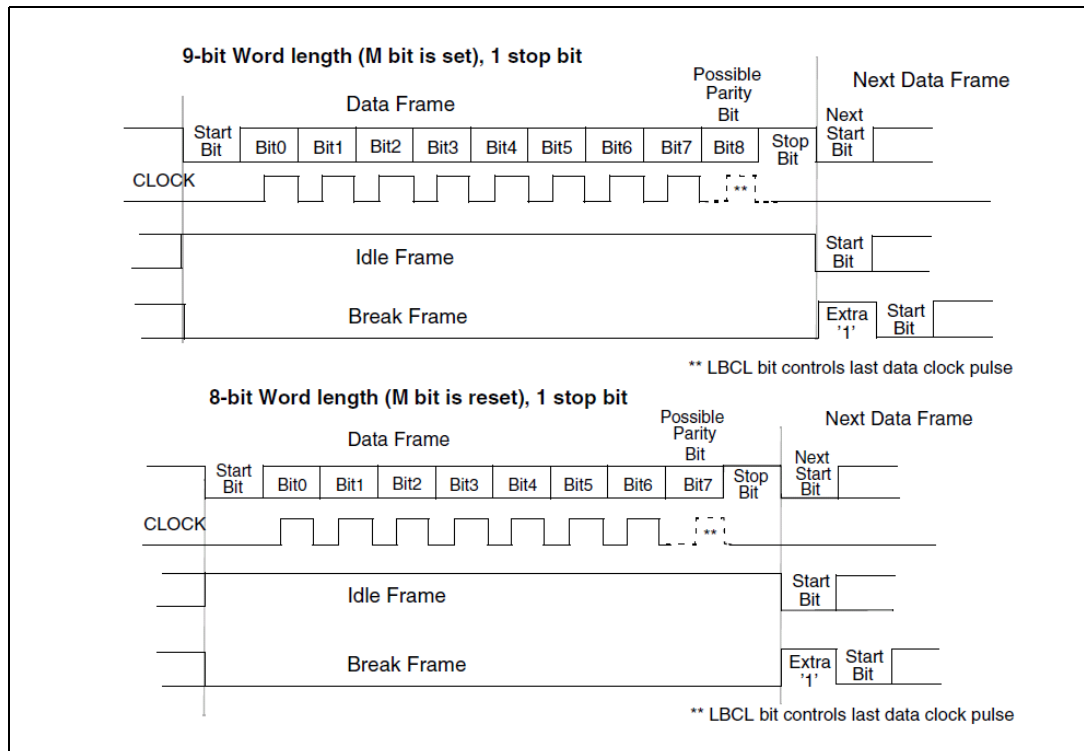 9-bit Word length (M bit is set), 1 stop bit
Possible
Parity
Bit
Next Data Frame
Data Frame
Start
Bit
Bit0
Bit1
Bit2
Bit3
Bit4
Bit5
Bit6
Bit7
Bit8
Stop
Bit
Next
Start
Bit
CLOCK
**
Idle Frame
Start
Bit
Break Frame
Extra
'1'
Start
Bit
** LBCL bit controls last data clock pulse
8-bit Word length (M bit is reset), 1 stop bit
Possible
Parity
Bit
Next Data Frame
Data Frame
Start
Bit
Bit0
Bit1
Bit2
Bit3
Bit4
Bit5
Bit6
Bit7
Stop
Bit
Next
Start
Bit
CLOCK
**
Idle Frame
Start
Bit
Break Frame
Extra
'1'
Start
Bit
** LBCL bit controls last data clock pulse